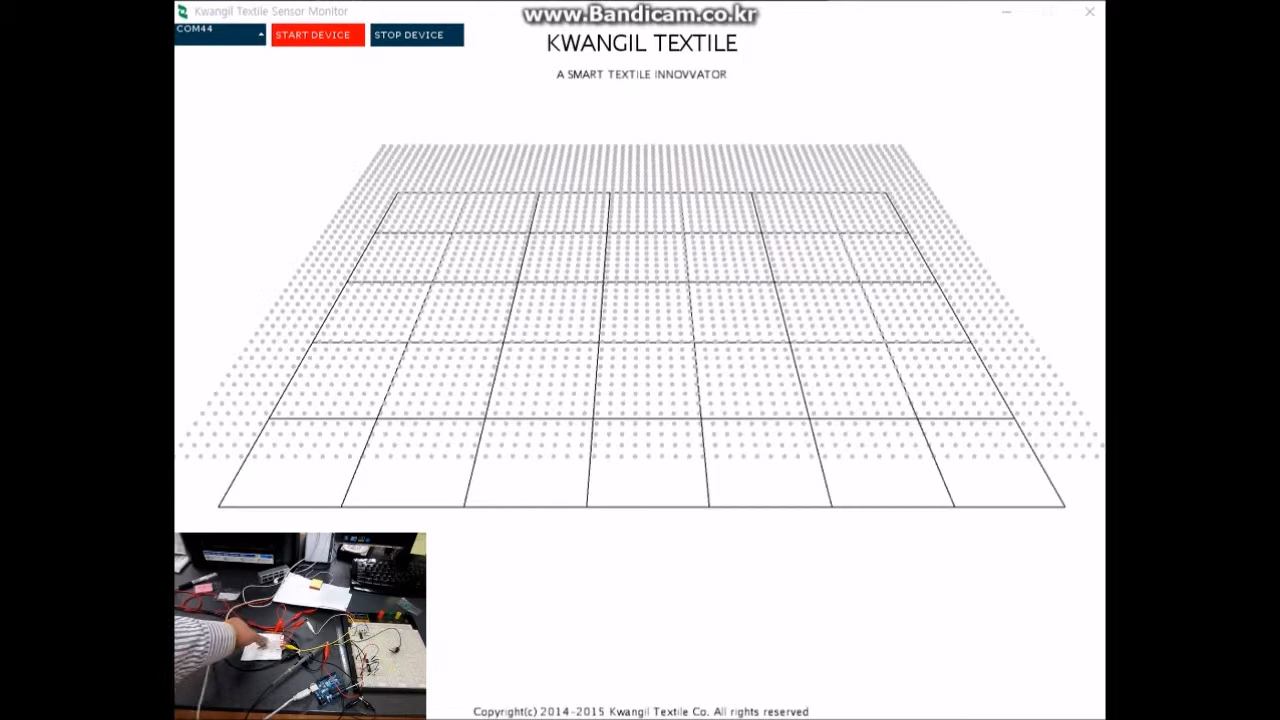 Kwangil Textile Sensor Monitor
www.Bandicam.co.kr
COM44
START DEVICE
STOP DEVICE
KWANGIL TEXTILE
A SMART TEXTILE INNOVVATOR
Copyright(c) 2014-2015 Kwangil Textile Co. All rights reserved